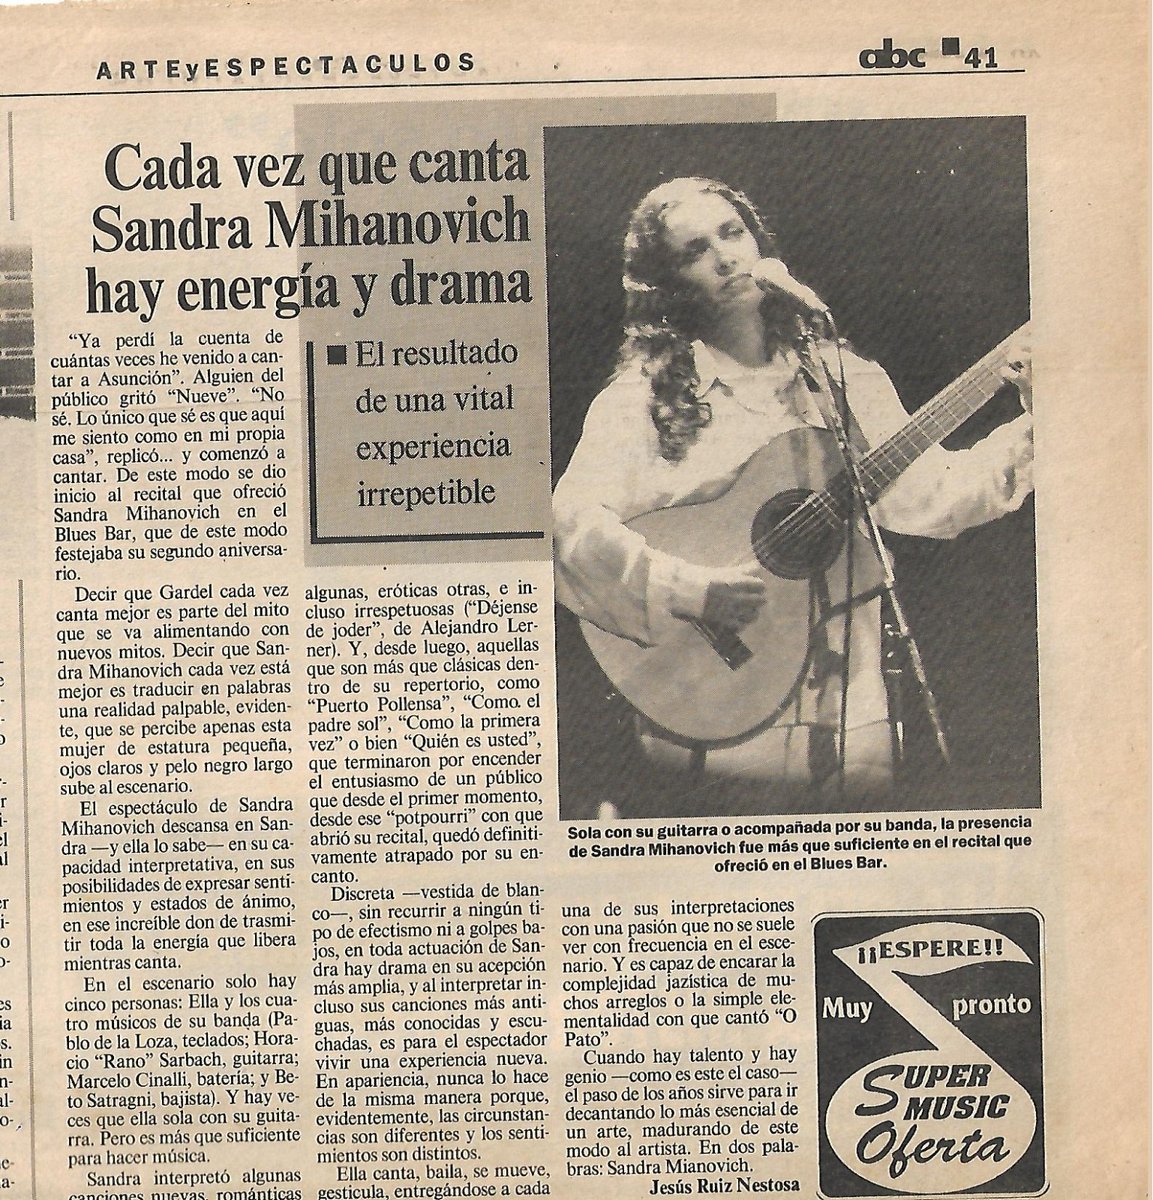 ARTEyESPECTACULOS
abc 41
Cada vez que canta
Sandra Mihanovich
hay energía y drama
El resultado
de una vital
experiencia
irrepetible
“Ya perdí la cuenta de
cuántas veces he venido a can-
tar a Asunción”. Alguien del
público gritó “Nueve”. “No
sé. Lo único que sé es que aquí
me siento como en mi propia
casa”, replicó... y comenzó a
cantar. De este modo se dio
inicio al recital que ofreció
Sandra Mihanovich en el
Blues Bar, que de este modo
festejaba su segundo aniversa-
rio.
Decir que Gardel cada vez
canta mejor es parte del mito
que se va alimentando con
nuevos mitos. Decir que San-
dra Mihanovich cada vez está
mejor es traducir en palabras
una realidad palpable, eviden-
te, que se percibe apenas esta
mujer de estatura pequeña,
ojos claros y pelo negro largo
sube al escenario.
El espectáculo de Sandra
Mihanovich descansa en San-
dra —y ella lo sabe— en su ca-
pacidad interpretativa, en sus
posibilidades de expresar senti-
mientos y estados de ánimo,
en ese increíble don de trasmi-
tir toda la energía que libera
mientras canta.
En el escenario solo hay
cinco personas: Ella y los cua-
tro músicos de su banda (Pa-
blo de la Loza, teclados; Hora-
cio “Rano” Sarbach, guitarra;
Marcelo Cinalli, batería; y Be-
to Satragni, bajista). Y hay ve-
ces que ella sola con su guita-
rra. Pero es más que suficiente
para hacer música.
Sandra interpretó algunas
canciones nuevas, románticas
algunas, eróticas otras, e in-
cluso irrespetuosas (“Déjense
de joder”, de Alejandro Ler-
ner). Y, desde luego, aquellas
que son más que clásicas den-
tro de su repertorio, como
“Puerto Pollensa”, “Como el
padre sol”, “Como la primera
vez” o bien “Quién es usted”,
que terminaron por encender
el entusiasmo de un público
que desde el primer momento,
desde ese “potpourri” con que
abrió su recital, quedó definiti-
vamente atrapado por su en-
canto.
Discreta —vestida de blan-
co—, sin recurrir a ningún ti-
po de efectismo ni a golpes ba-
jos, en toda actuación de San-
dra hay drama en su acepción
más amplia, y al interpretar in-
cluso sus canciones más anti-
guas, más conocidas y escu-
chadas, es para el espectador
vivir una experiencia nueva.
En apariencia, nunca lo hace
de la misma manera porque,
evidentemente, las circunstan-
cias son diferentes y los senti-
mientos son distintos.
Ella canta, baila, se mueve,
gesticula, entregándose a cada
Sola con su guitarra o acompañada por su banda, la presencia
de Sandra Mihanovich fue más que suficiente en el recital que
ofreció en el Blues Bar.
una de sus interpretaciones
con una pasión que no se suele
ver con frecuencia en el esce-
nario. Y es capaz de encarar la
complejidad jazística de mu-
chos arreglos o la simple ele-
mentalidad con que cantó “O
Pato”.
Cuando hay talento y hay
genio —como es este el caso—
el paso de los años sirve para ir
decantando lo más esencial de
un arte, madurando de este
modo al artista. En dos pala-
bras: Sandra Mianovich.
Jesús Ruiz Nestosa
¡¡ESPERE!!
Muy pronto
SUPER
MUSIC
Oferta